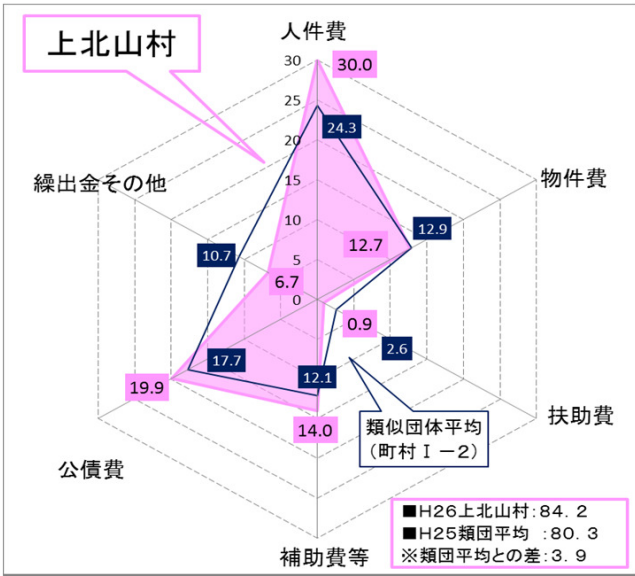 人件費
上北山村
30
30.0
25
24.3
20
繰出金その他
物件費
15
12.9
10
12.7
10.7
5
6.7
0
0.9
2.6
17.7
12.1
19.9
14.0
類似団体平均
(町村Ⅰ-2)
扶助費
公債費
補助費等
■H26上北山村:84.2
■H25類団平均 :80.3
※類団平均との差:3.9